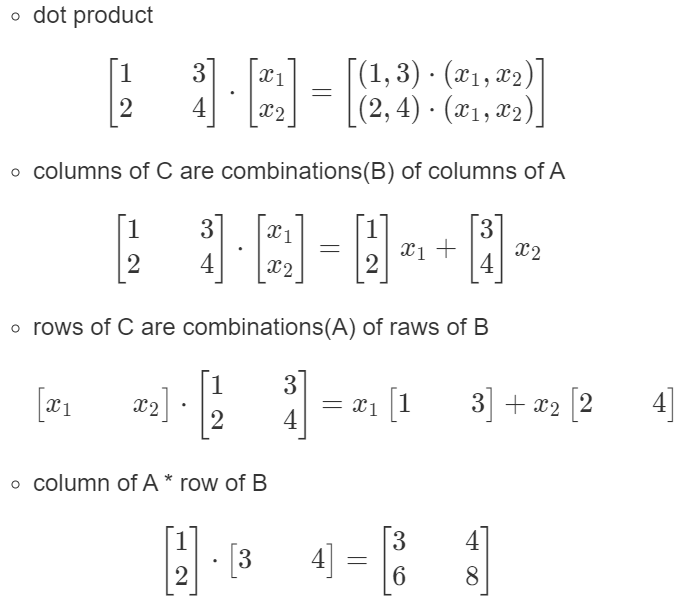 dot product
[1 3] · [x₁] = [(1, 3) · (x₁, x₂)]
[2 4] [x₂] [(2, 4) · (x₁, x₂)]
columns of C are combinations(B) of columns of A
[1 3] · [x₁] = [1] x₁ + [3] x₂
[2 4] [x₂] [2] [4]
rows of C are combinations(A) of raws of B
[x₁ x₂] · [1 3] = x₁ [1 3] + x₂ [2 4]
[2 4]
column of A * row of B
[1] · [3 4] = [3 4]
[2] [6 8]